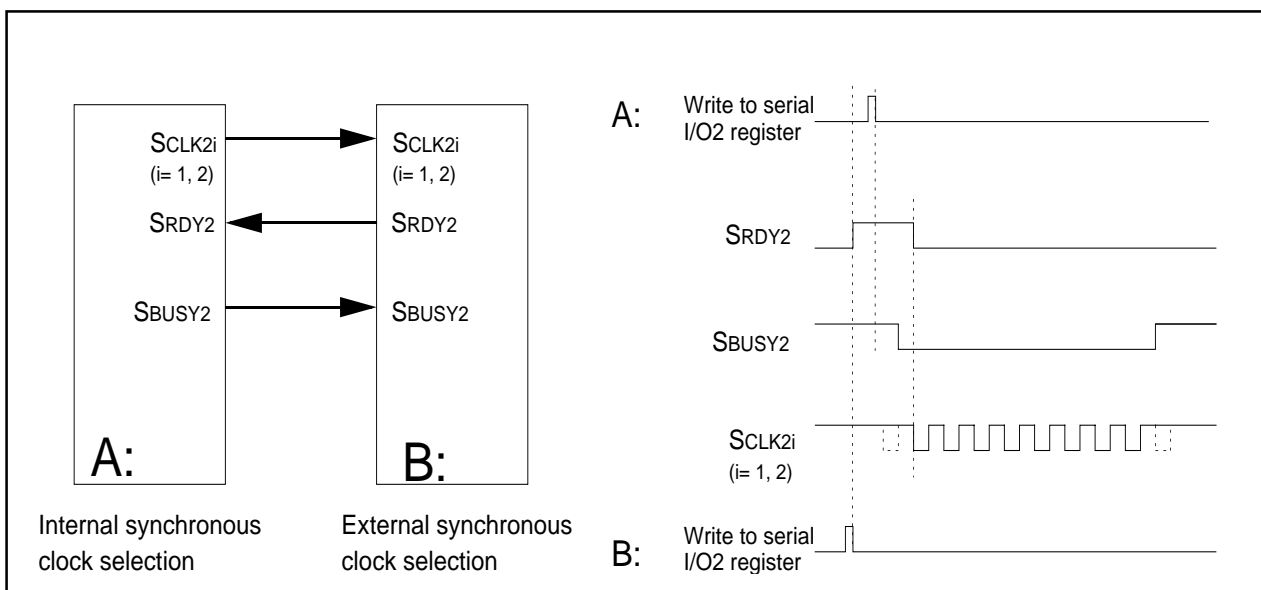 SCLK2i
(i= 1, 2)
SRDY2
SBUSY2
A:
SCLK2i
(i= 1, 2)
SRDY2
SBUSY2
B:
Internal synchronous
clock selection
External synchronous
clock selection
A:
Write to serial
I/O2 register
SRDY2
SBUSY2
SCLK2i
(i= 1, 2)
B:
Write to serial
I/O2 register